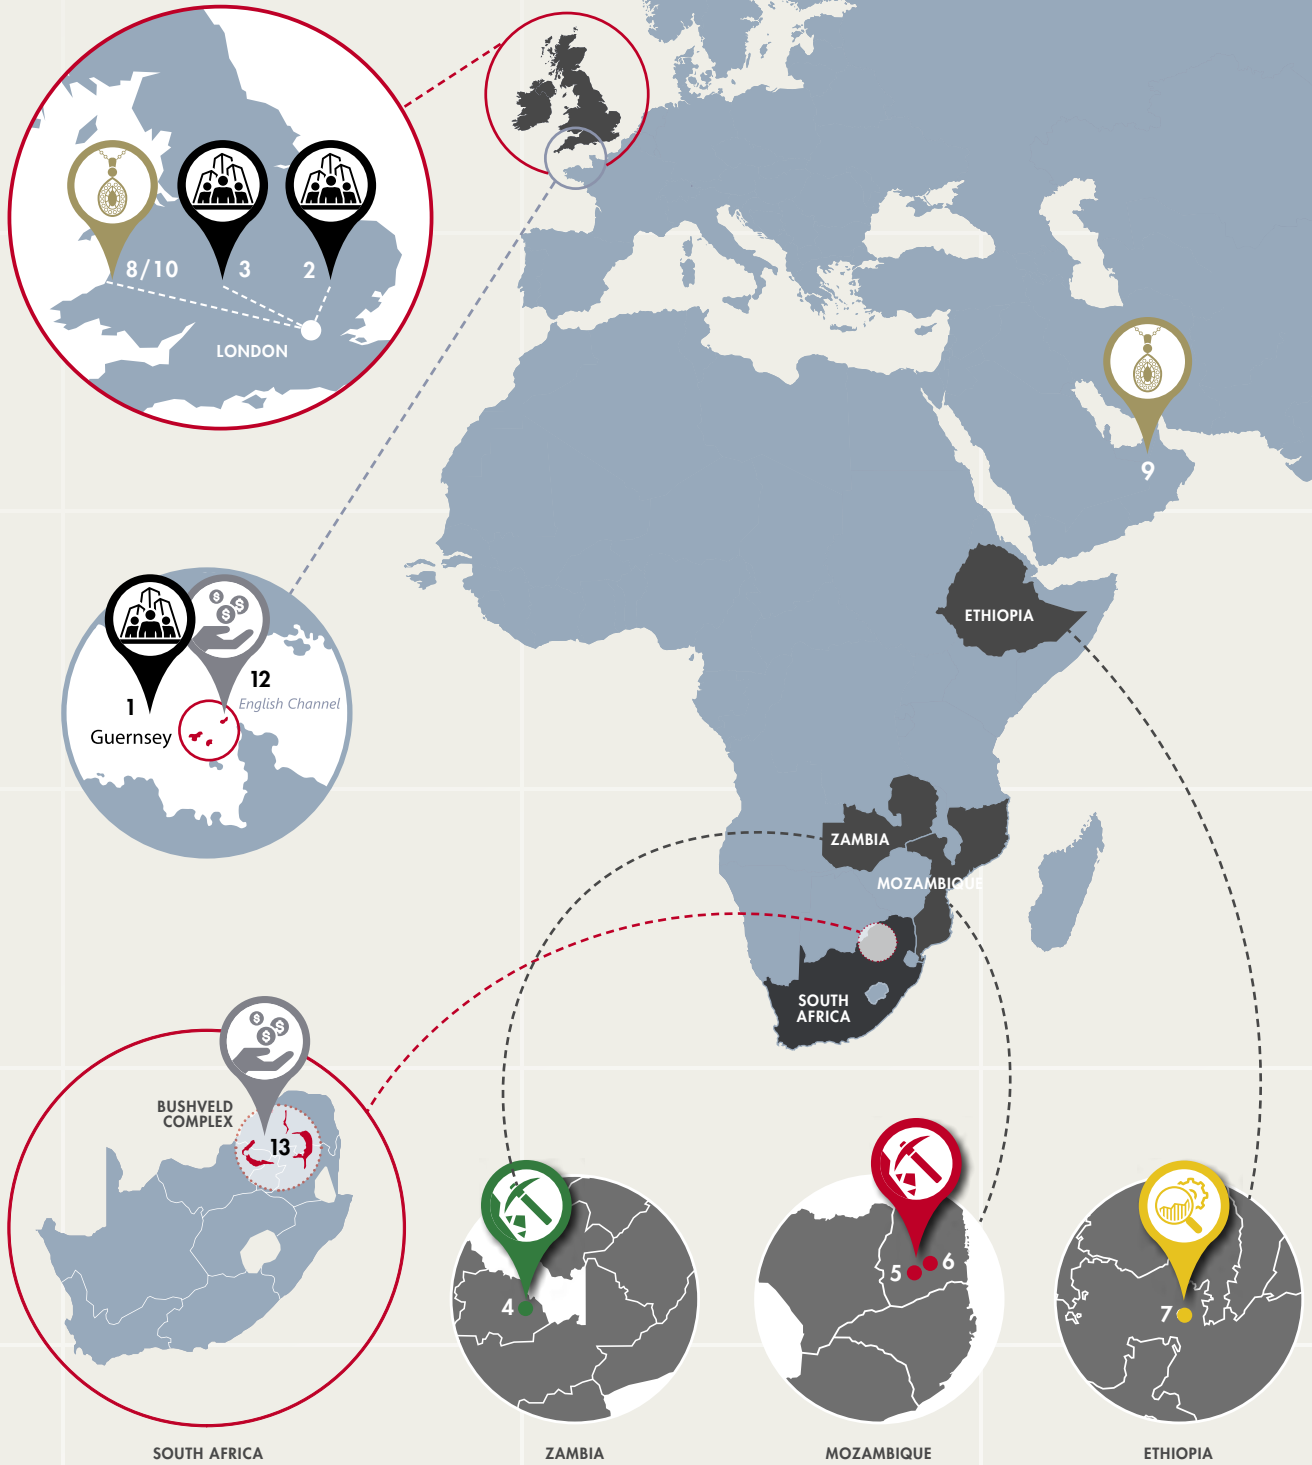 8/10
3
2
LONDON
9
ETHIOPIA
12
1
English Channel
Guernsey
ZAMBIA
MOZAMBIQUE
SOUTH
AFRICA
BUSHVELD
COMPLEX
13
4
5
6
7
SOUTH AFRICA
ZAMBIA
MOZAMBIQUE
ETHIOPIA